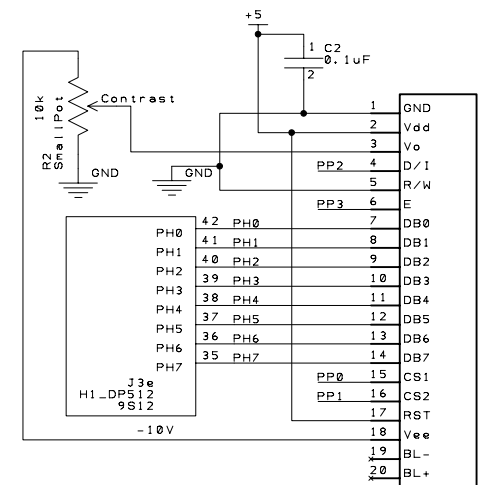 +5
1 C2
0.1uF
2
10k
R2
SmallPot
Contrast
GND
GND
1 GND
2 Vdd
3 Vo
PP2 4 D/I
5 R/W
PP3 6 E
42 PH0 7 DB0
PH0
41 PH1 8 DB1
PH1
40 PH2 9 DB2
PH2
39 PH3 10 DB3
PH3
38 PH4 11 DB4
PH4
37 PH5 12 DB5
PH5
36 PH6 13 DB6
PH6
35 PH7 14 DB7
PH7
J3e
H1_DP512
9S12
PP0 15 CS1
PP1 16 CS2
17 RST
-10V 18 Vee
19 BL-
20 BL+